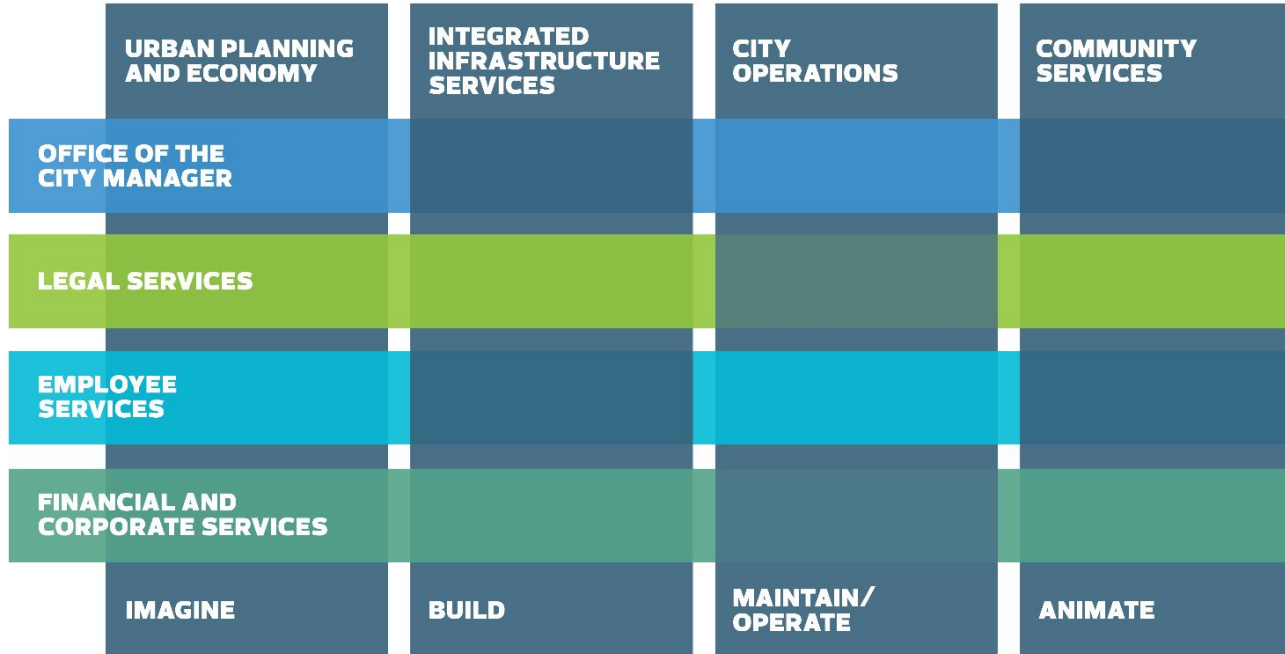 URBAN PLANNING
AND ECONOMY
INTEGRATED
INFRASTRUCTURE
SERVICES
CITY
OPERATIONS
COMMUNITY
SERVICES
OFFICE OF THE
CITY MANAGER
LEGAL SERVICES
EMPLOYEE
SERVICES
FINANCIAL AND
CORPORATE SERVICES
IMAGINE
BUILD
MAINTAIN/
OPERATE
ANIMATE